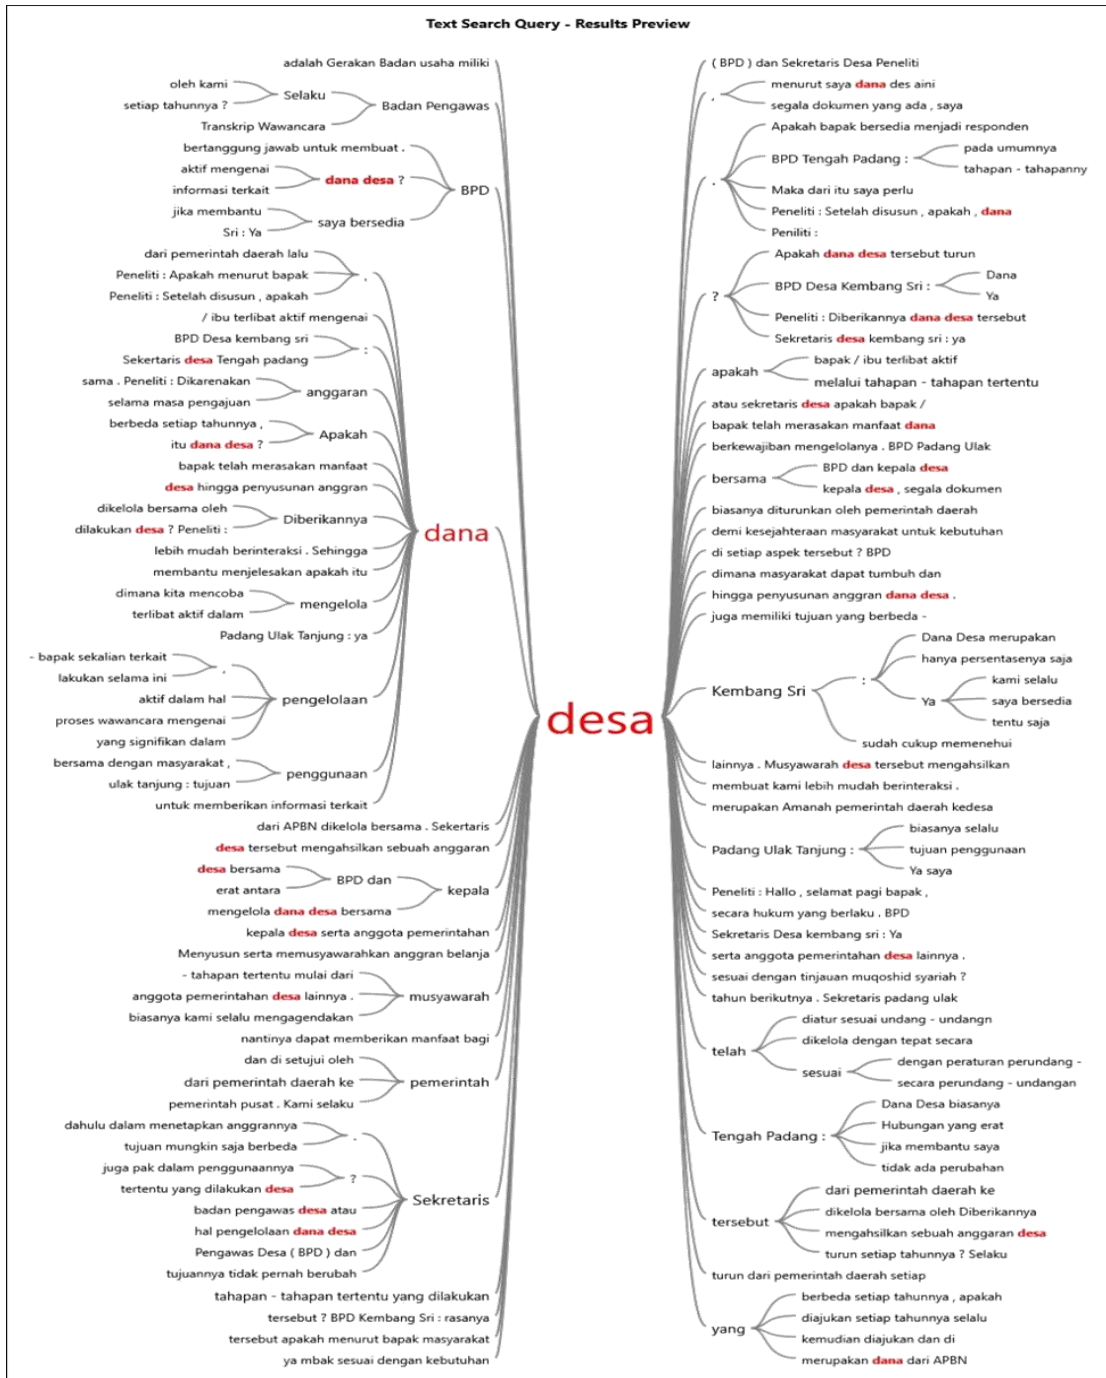 Text Search Query - Results Preview
adalah Gerakan Badan usaha miliki
oleh kami
setiap tahunnya ?
Selaku
Transkrip Wawancara
Badan Pengawas
bertanggung jawab untuk membuat .
aktif mengenai
informasi terkait
dana desa ?
jika membantu
Sri : Ya
saya bersedia
BPD
dari pemerintah daerah lalu
Peneliti : Apakah menurut bapak
Peneliti : Setelah disusun , apakah
,
/ ibu terlibat aktif mengenai
BPD Desa kembang sri
Sekertaris desa Tengah padang
:
sama . Peneliti : Dikarenakan
selama masa pengajuan
anggaran
berbeda setiap tahunnya ,
itu dana desa ?
Apakah
bapak telah merasakan manfaat
desa hingga penyusunan anggran
dikelola bersama oleh
dilakukan desa ? Peneliti :
Diberikannya
dana
lebih mudah berinteraksi . Sehingga
membantu menjelesakan apakah itu
dimana kita mencoba
terlibat aktif dalam
mengelola
Padang Ulak Tanjung : ya
- bapak sekalian terkait
lakukan selama ini
,
aktif dalam hal
proses wawancara mengenai
yang signifikan dalam
pengelolaan
bersama dengan masyarakat ,
ulak tanjung : tujuan
penggunaan
untuk memberikan informasi terkait
dari APBN dikelola bersama . Sekertaris
desa tersebut mengahsilkan sebuah anggaran
desa bersama
erat antara
BPD dan
mengelola dana desa bersama
kepala
kepala desa serta anggota pemerintahan
Menyusun serta memusyawarahkan anggran belanja
- tahapan tertentu mulai dari
anggota pemerintahan desa lainnya .
biasanya kami selalu mengagendakan
musyawarah
nantinya dapat memberikan manfaat bagi
dan di setujui oleh
dari pemerintah daerah ke
pemerintah pusat . Kami selaku
pemerintah
dahulu dalam menetapkan anggrannya
tujuan mungkin saja berbeda
.
juga pak dalam penggunaannya
tertentu yang dilakukan desa
?
badan pengawas desa atau
hal pengelolaan dana desa
Pengawas Desa ( BPD ) dan
tujuannya tidak pernah berubah
Sekretaris
tahapan - tahapan tertentu yang dilakukan
tersebut ? BPD Kembang Sri : rasanya
tersebut apakah menurut bapak masyarakat
ya mbak sesuai dengan kebutuhan
desa
( BPD ) dan Sekretaris Desa Peneliti
,
menurut saya dana des aini
segala dokumen yang ada , saya
.
Apakah bapak bersedia menjadi responden
BPD Tengah Padang :
pada umumnya
tahapan - tahapanny
Maka dari itu saya perlu
Peneliti : Setelah disusun , apakah , dana
Peniliti :
?
Apakah dana desa tersebut turun
BPD Desa Kembang Sri :
Dana
Ya
Peneliti : Diberikannya dana desa tersebut
Sekretaris desa kembang sri : ya
apakah
bapak / ibu terlibat aktif
melalui tahapan - tahapan tertentu
atau sekretaris desa apakah bapak /
bapak telah merasakan manfaat dana
berkewajiban mengelolanya . BPD Padang Ulak
bersama
BPD dan kepala desa
kepala desa , segala dokumen
biasanya diturunkan oleh pemerintah daerah
demi kesejahteraan masyarakat untuk kebutuhan
di setiap aspek tersebut ? BPD
dimana masyarakat dapat tumbuh dan
hingga penyusunan anggran dana desa .
juga memiliki tujuan yang berbeda -
Kembang Sri
:
Dana Desa merupakan
hanya persentasenya saja
Ya
kami selalu
saya bersedia
tentu saja
sudah cukup memenehui
lainnya . Musyawarah desa tersebut mengahsilkan
membuat kami lebih mudah berinteraksi .
merupakan Amanah pemerintah daerah kedesa
Padang Ulak Tanjung :
biasanya selalu
tujuan penggunaan
Ya saya
Peneliti : Hallo , selamat pagi bapak ,
secara hukum yang berlaku . BPD
Sekretaris Desa kembang sri : Ya
serta anggota pemerintahan desa lainnya .
sesuai dengan tinjauan muqoshid syariah ?
tahun berikutnya . Sekretaris padang ulak
telah
diatur sesuai undang - undangn
dikelola dengan tepat secara
sesuai
dengan peraturan perundang -
secara perundang - undangan
Tengah Padang :
Dana Desa biasanya
Hubungan yang erat
jika membantu saya
tidak ada perubahan
tersebut
dari pemerintah daerah ke
dikelola bersama oleh Diberikannya
mengahsilkan sebuah anggaran desa
turun setiap tahunnya ? Selaku
turun dari pemerintah daerah setiap
yang
berbeda setiap tahunnya , apakah
diajukan setiap tahunnya selalu
kemudian diajukan dan di
merupakan dana dari APBN